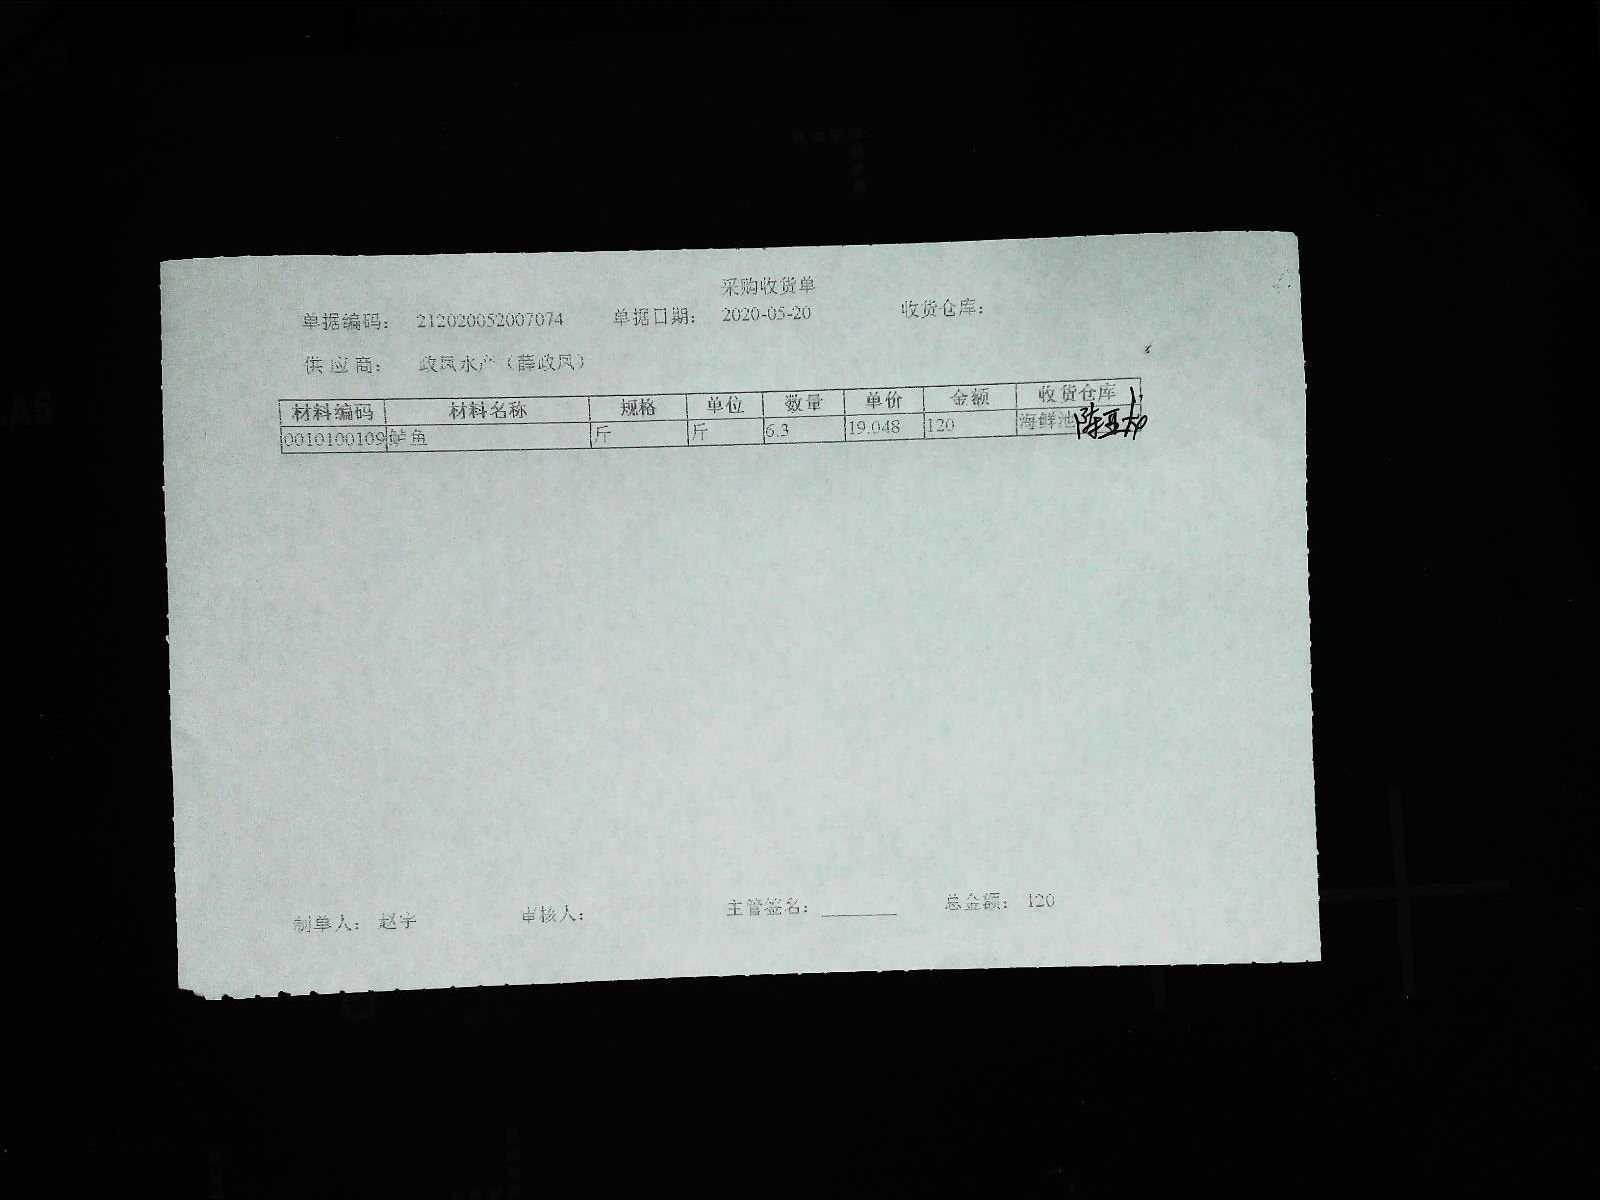 采购收货单
单据编码： 212020052007074 单据日期： 2020-05-20 收货仓库：
供 应 商： 政凤水产（薛政凤）
材料编码 材料名称 规格 单位 数量 单价 金额 收货仓库
0010100109 鲈鱼 斤 斤 6.3 19.048 120 海鲜池
制单人： 赵宇 审核人： 主管签名： 总金额： 120